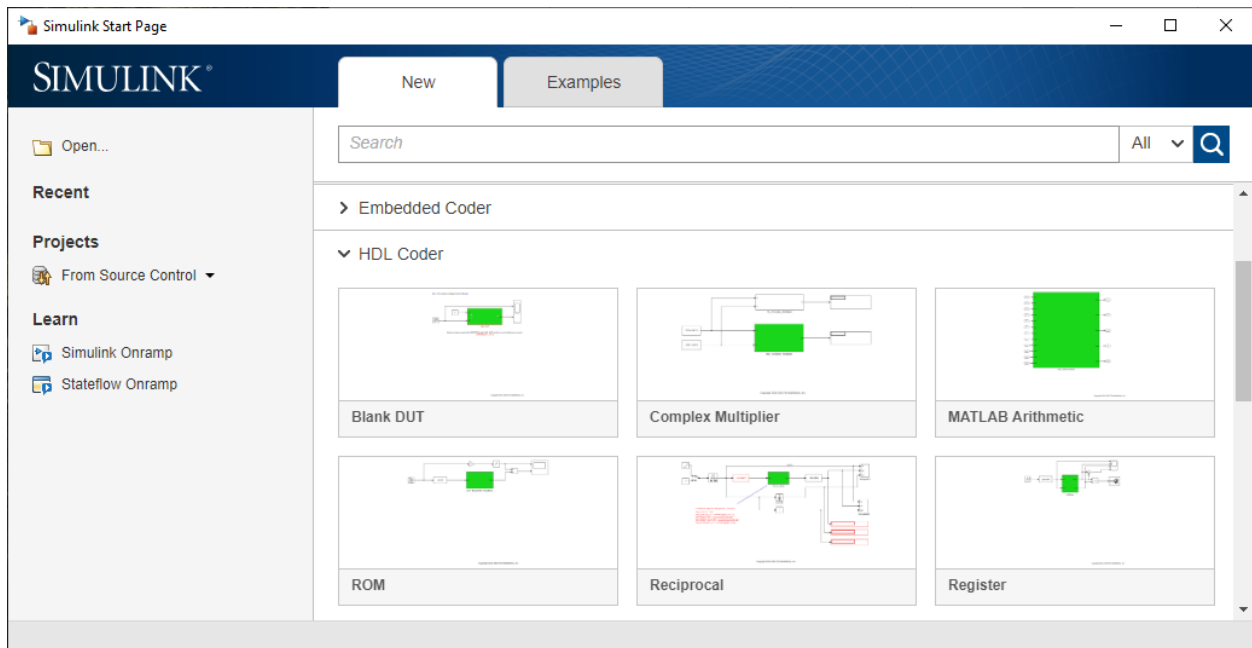 Simulink Start Page
SIMULINK®
New
Examples
Open...
Search
All
Recent
Embedded Coder
Projects
HDL Coder
From Source Control
Learn
Simulink Onramp
Stateflow Onramp
Blank DUT
Complex Multiplier
MATLAB Arithmetic
ROM
Reciprocal
Register